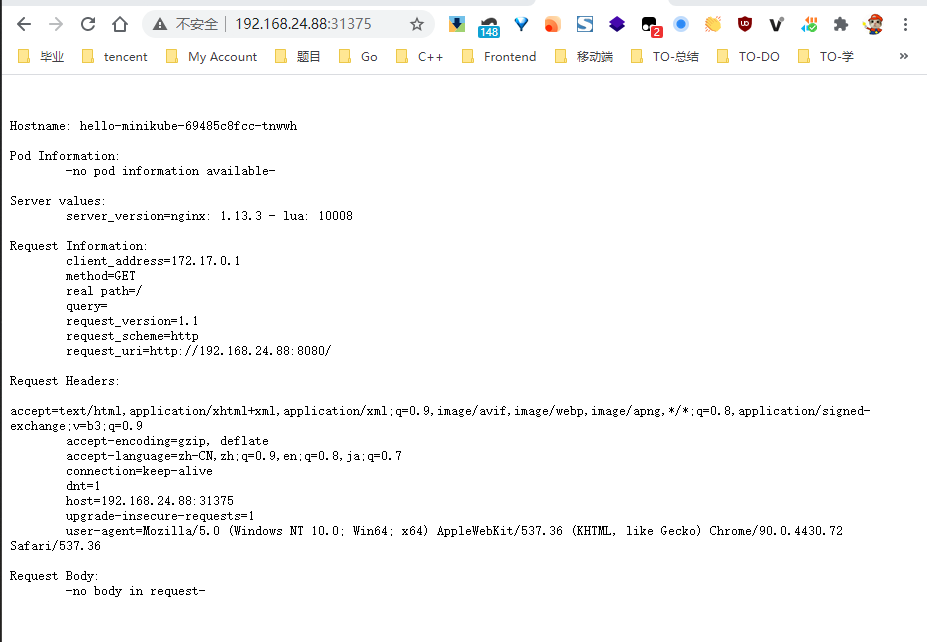 不安全 192.168.24.88:31375
148
2
毕业 tencent My Account 题目 Go C++ Frontend 移动端 TO-总结 TO-DO TO-学 »
Hostname: hello-minikube-69485c8fcc-tnwwh
Pod Information:
-no pod information available-
Server values:
server_version=nginx: 1.13.3 - lua: 10008
Request Information:
client_address=172.17.0.1
method=GET
real path=/
query=
request_version=1.1
request_scheme=http
request_uri=http://192.168.24.88:8080/
Request Headers:
accept=text/html,application/xhtml+xml,application/xml;q=0.9,image/avif,image/webp,image/apng,*/*;q=0.8,application/signed-
exchange;v=b3;q=0.9
accept-encoding=gzip, deflate
accept-language=zh-CN,zh;q=0.9,en;q=0.8,ja;q=0.7
connection=keep-alive
dnt=1
host=192.168.24.88:31375
upgrade-insecure-requests=1
user-agent=Mozilla/5.0 (Windows NT 10.0; Win64; x64) AppleWebKit/537.36 (KHTML, like Gecko) Chrome/90.0.4430.72
Safari/537.36
Request Body:
-no body in request-